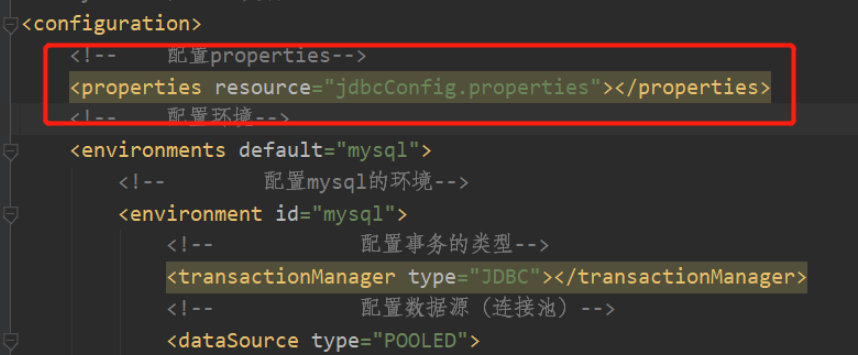 <configuration>
<!--    配置properties-->
<properties resource="jdbcConfig.properties"></properties>
<!--    配置环境-->
<environments default="mysql">
<!--        配置mysql的环境-->
<environment id="mysql">
<!--            配置事务的类型-->
<transactionManager type="JDBC"></transactionManager>
<!--            配置数据源（连接池）-->
<dataSource type="POOLED">